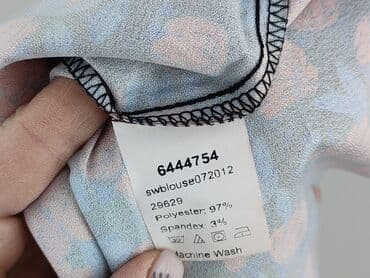 6444754
swblouse072012
29629
Polyester: 97%
Spandex: 3%
Machine Wash